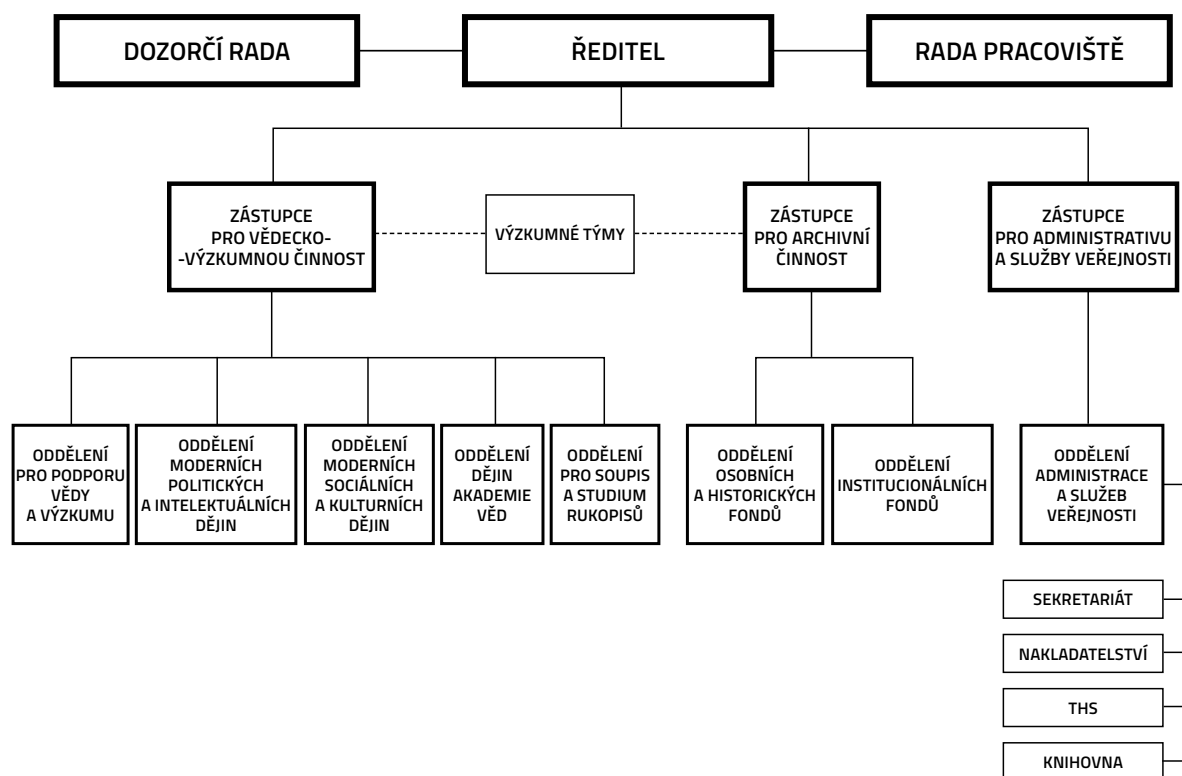 DOZORČÍ RADA
ŘEDITEL
RADA PRACOVIŠTĚ
ZÁSTUPCE
PRO VĚDECKO-
-VÝZKUMNOU ČINNOST
VÝZKUMNÉ TÝMY
ZÁSTUPCE
PRO ARCHIVNÍ
ČINNOST
ZÁSTUPCE
PRO ADMINISTRATIVU
A SLUŽBY VEŘEJNOSTI
ODDĚLENÍ
PRO PODPORU
VĚDY
A VÝZKUMU
ODDĚLENÍ
MODERNÍCH
POLITICKÝCH
A INTELEKTUÁLNÍCH
DĚJIN
ODDĚLENÍ
MODERNÍCH
SOCIÁLNÍCH
A KULTURNÍCH
DĚJIN
ODDĚLENÍ
DĚJIN
AKADEMIE
VĚD
ODDĚLENÍ
PRO SOUPIS
A STUDIUM
RUKOPISŮ
ODDĚLENÍ
OSOBNÍCH
A HISTORICKÝCH
FONDŮ
ODDĚLENÍ
INSTITUCIONÁLNÍCH
FONDŮ
ODDĚLENÍ
ADMINISTRACE
A SLUŽEB
VEŘEJNOSTI
SEKRETARIÁT
NAKLADATELSTVÍ
THS
KNIHOVNA